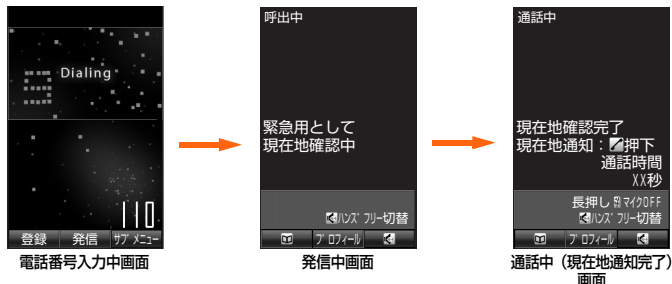 Dialing
110
登録 発信 ｻﾌﾞﾒﾆｭｰ
電話番号入力中画面
呼出中
緊急用として
現在地確認中
ﾊﾝｽﾞﾌﾘｰ切替
ﾌﾟﾛﾌィｰﾙ
発信中画面
通話中
現在地確認完了
現在地通知：押下
通話時間
XX秒
長押し ﾏｲｸOFF
ﾊﾝｽﾞﾌﾘｰ切替
ﾌﾟﾛﾌィｰﾙ
通話中（現在地通知完了）
画面